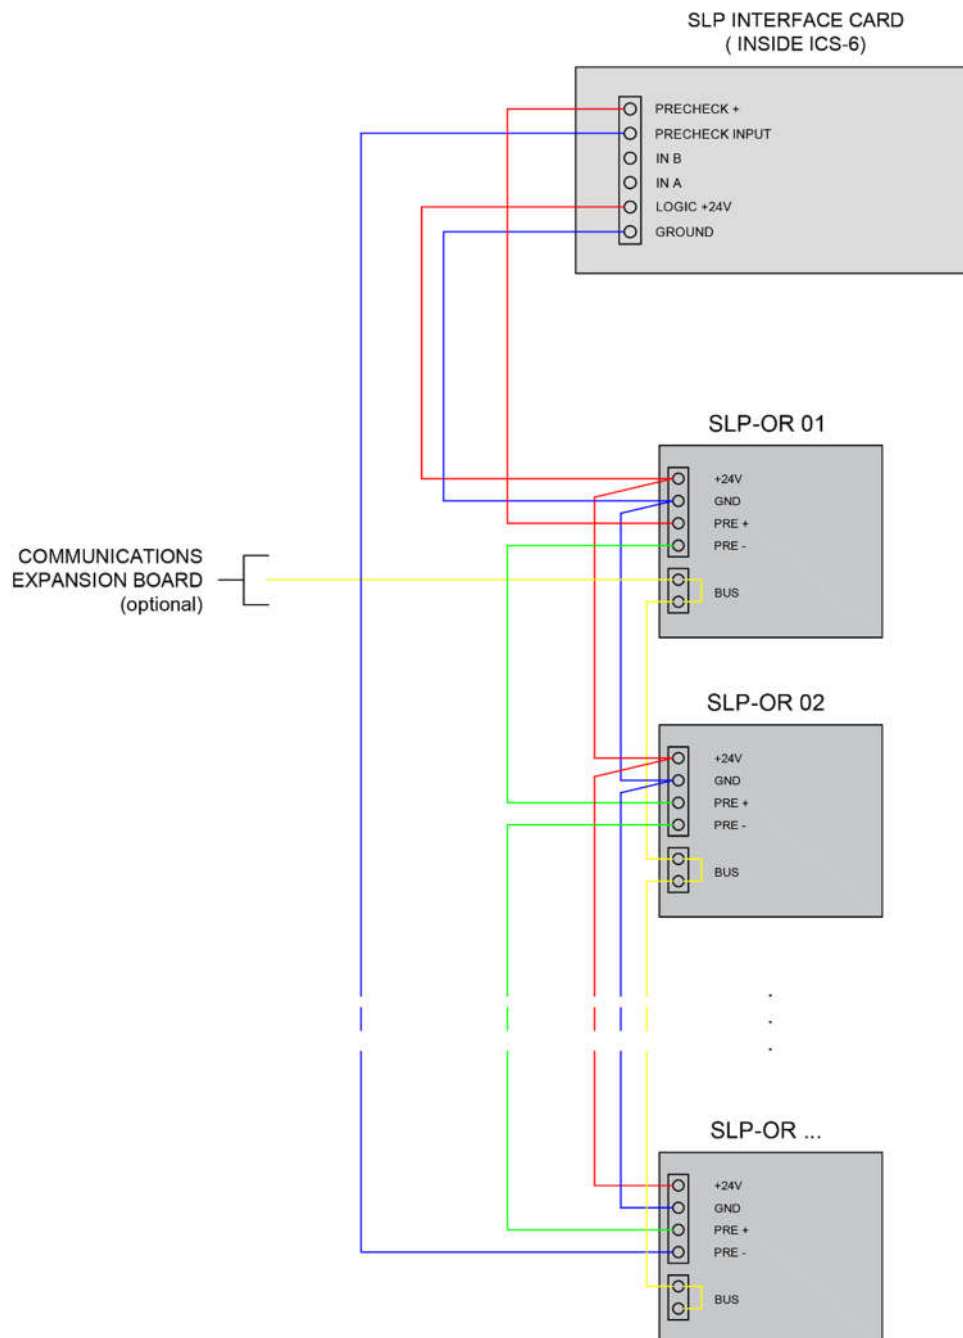 SLP INTERFACE CARD
( INSIDE ICS-6)
PRECHECK +
PRECHECK INPUT
IN B
IN A
LOGIC +24V
GROUND
SLP-OR 01
+24V
GND
PRE +
PRE -
BUS
COMMUNICATIONS
EXPANSION BOARD
(optional)
SLP-OR 02
+24V
GND
PRE +
PRE -
BUS
SLP-OR ...
+24V
GND
PRE +
PRE -
BUS